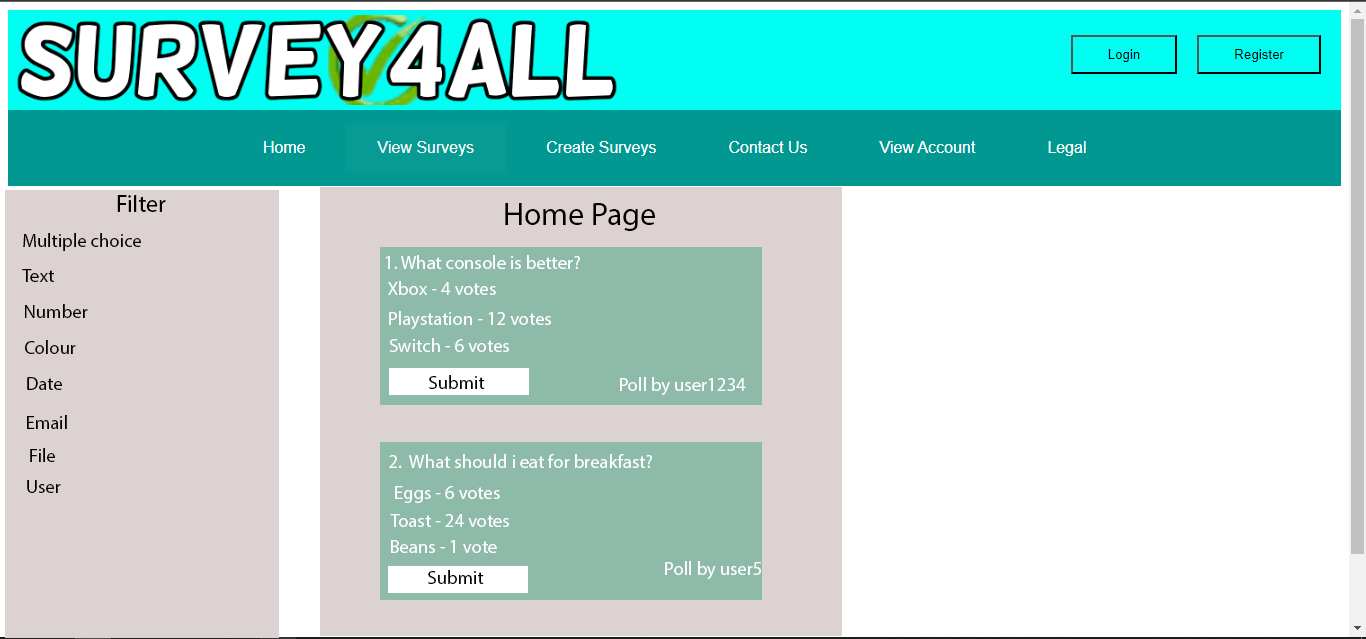 SURVEY4ALL
Login Register
Home View Surveys Create Surveys Contact Us View Account Legal
Filter
Multiple choice
Text
Number
Colour
Date
Email
File
User
Home Page
1. What console is better?
Xbox - 4 votes
Playstation - 12 votes
Switch - 6 votes
Submit
Poll by user1234
2. What should i eat for breakfast?
Eggs - 6 votes
Toast - 24 votes
Beans - 1 vote
Poll by user5
Submit